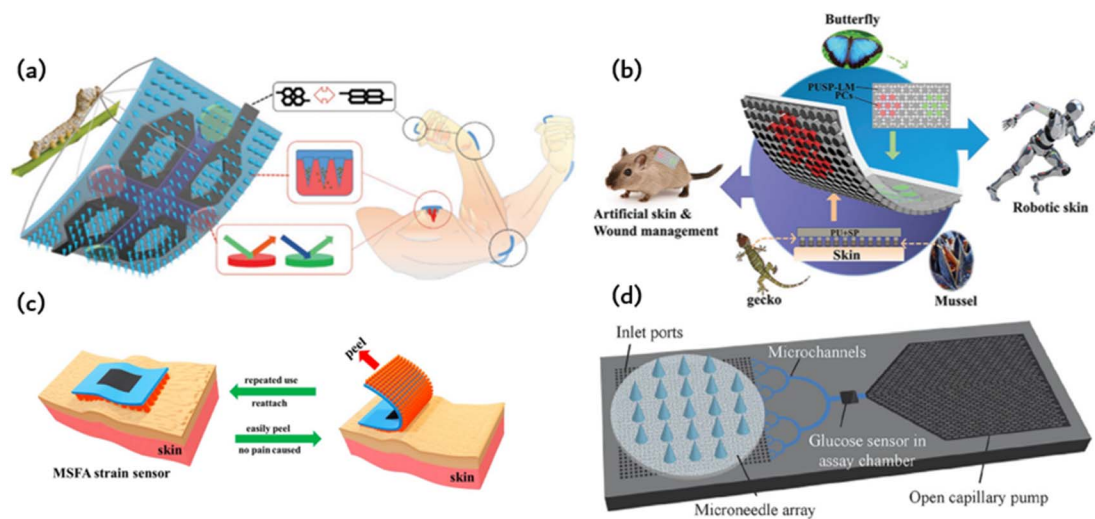 (a)
(b)
Butterfly
PUSP-LM
PCs
Artificial skin &
Wound management
Robotic skin
PU+SP
Skin
gecko
Mussel
(c)
peel
repeated use
reattach
easily peel
no pain caused
skin
MSFA strain sensor
skin
(d)
Inlet ports
Microchannels
Glucose sensor in
assay chamber
Microneedle array
Open capillary pump